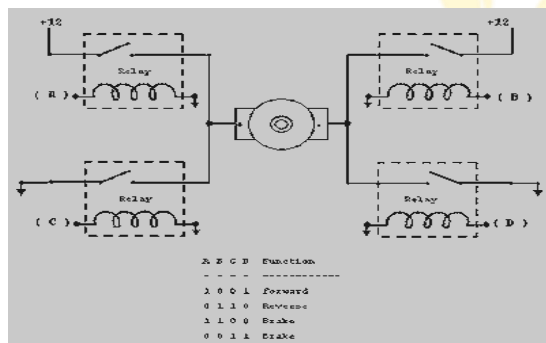 +12 +12
Relay Relay
( A ) ( B )
Relay Relay
( C ) ( D )
A B C D Function
- - - - ------------
1 0 0 1 Forward
0 1 1 0 Reverse
1 1 0 0 Brake
0 0 1 1 Brake